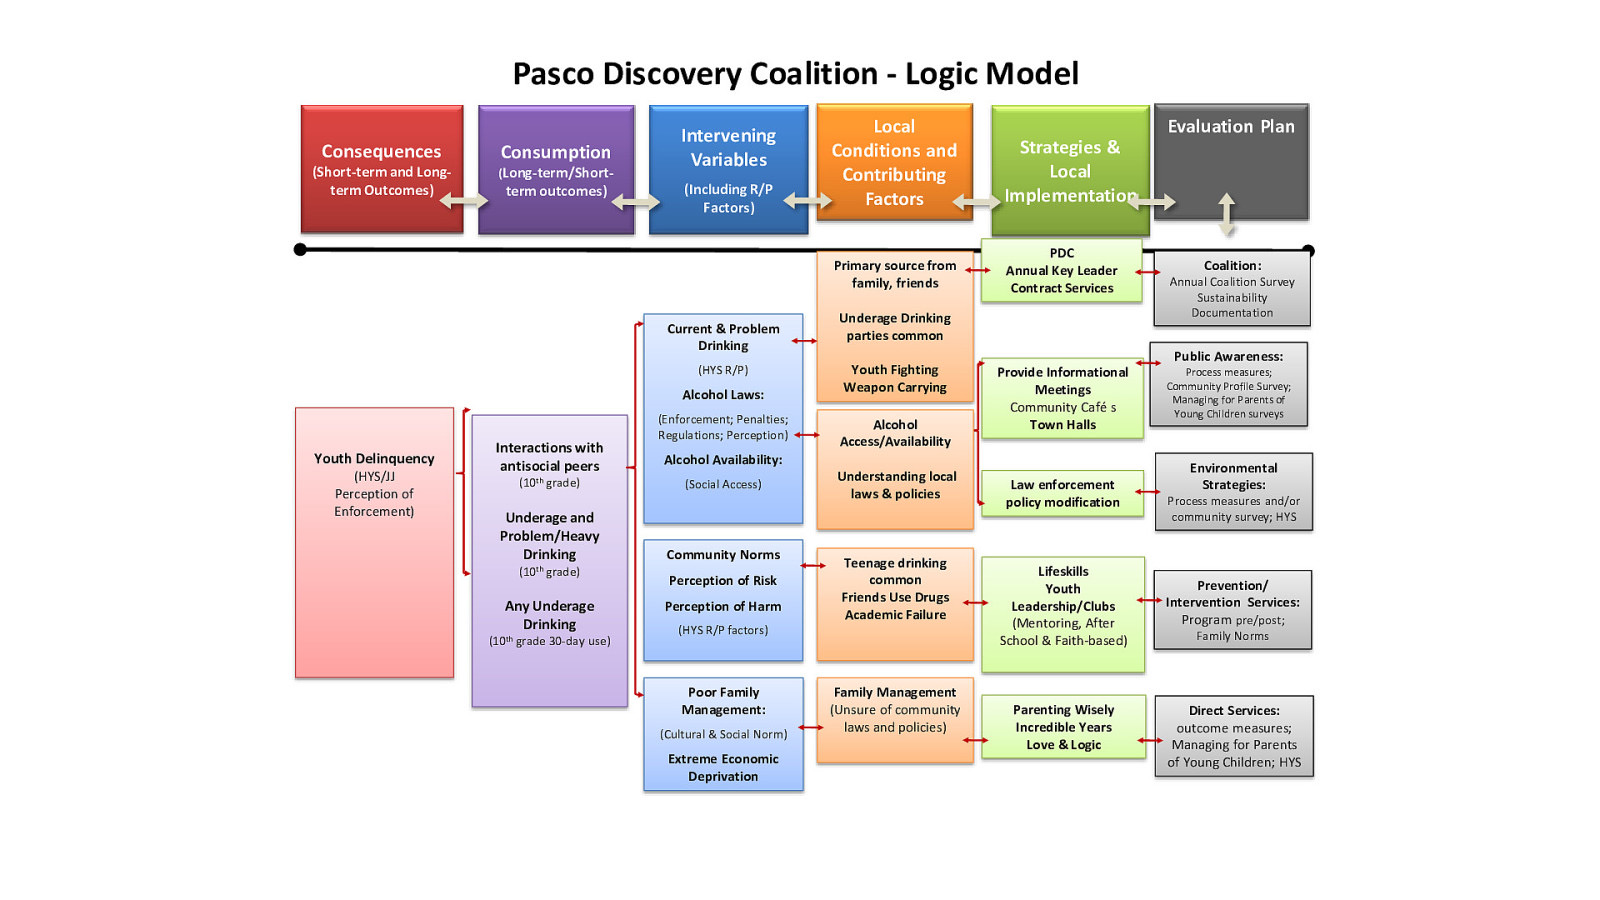 Pasco Discovery Coalition - Logic Model
Consequences
(Short-term and Long-
term Outcomes)
Consumption
(Long-term/Short-
term outcomes)
Intervening
Variables
(Including R/P
Factors)
Local
Conditions and
Contributing
Factors
Strategies &
Local
Implementation
Evaluation Plan
Youth Delinquency
(HYS/JJ
Perception of
Enforcement)
Interactions with
antisocial peers
(10th grade)
Underage and
Problem/Heavy
Drinking
(10th grade)
Any Underage
Drinking
(10th grade 30-day use)
Current & Problem
Drinking
(HYS R/P)
Alcohol Laws:
(Enforcement; Penalties;
Regulations; Perception)
Alcohol Availability:
(Social Access)
Community Norms
Perception of Risk
Perception of Harm
(HYS R/P factors)
Poor Family
Management:
(Cultural & Social Norm)
Extreme Economic
Deprivation
Primary source from
family, friends
Underage Drinking
parties common
Youth Fighting
Weapon Carrying
Alcohol
Access/Availability
Understanding local
laws & policies
Teenage drinking
common
Friends Use Drugs
Academic Failure
Family Management
(Unsure of community
laws and policies)
PDC
Annual Key Leader
Contract Services
Provide Informational
Meetings
Community Café s
Town Halls
Law enforcement
policy modification
Lifeskills
Youth
Leadership/Clubs
(Mentoring, After
School & Faith-based)
Parenting Wisely
Incredible Years
Love & Logic
Coalition:
Annual Coalition Survey
Sustainability
Documentation
Public Awareness:
Process measures;
Community Profile Survey;
Managing for Parents of
Young Children surveys
Environmental
Strategies:
Process measures and/or
community survey; HYS
Prevention/
Intervention Services:
Program pre/post;
Family Norms
Direct Services:
outcome measures;
Managing for Parents
of Young Children; HYS